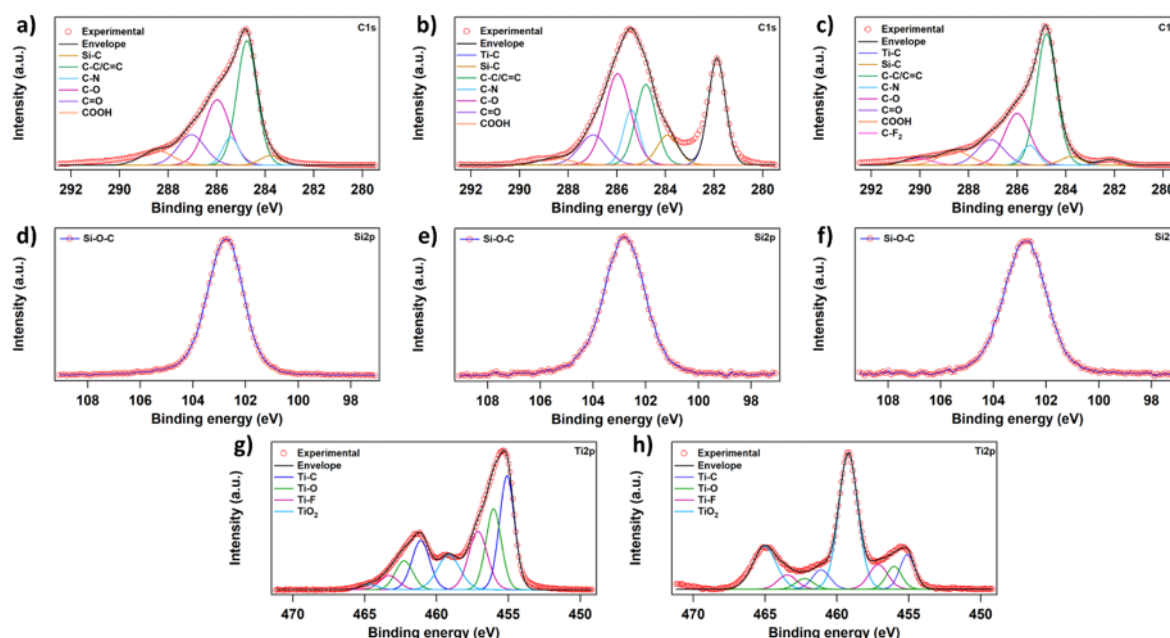 a)
C1s
Experimental
Envelope
Si-C
C-C/C=C
C-N
C-O
C=O
COOH
Intensity (a.u.)
292 290 288 286 284 282 280
Binding energy (eV)
b)
C1s
Experimental
Envelope
Ti-C
Si-C
C-C/C=C
C-N
C-O
C=O
COOH
Intensity (a.u.)
292 290 288 286 284 282 280
Binding energy (eV)
c)
C1
Experimental
Envelope
Ti-C
Si-C
C-C/C=C
C-N
C-O
C=O
COOH
C-F2
Intensity (a.u.)
292 290 288 286 284 282 280
Binding energy (eV)
d)
Si-O-C
Si2p
Intensity (a.u.)
108 106 104 102 100 98
Binding energy (eV)
e)
Si-O-C
Si2p
Intensity (a.u.)
108 106 104 102 100 98
Binding energy (eV)
f)
Si-O-C
Si2
Intensity (a.u.)
108 106 104 102 100 98
Binding energy (eV)
g)
Ti2p
Experimental
Envelope
Ti-C
Ti-O
Ti-F
TiO2
Intensity (a.u.)
470 465 460 455 450
Binding energy (eV)
h)
Ti2p
Experimental
Envelope
Ti-C
Ti-O
Ti-F
TiO2
Intensity (a.u.)
470 465 460 455 450
Binding energy (eV)